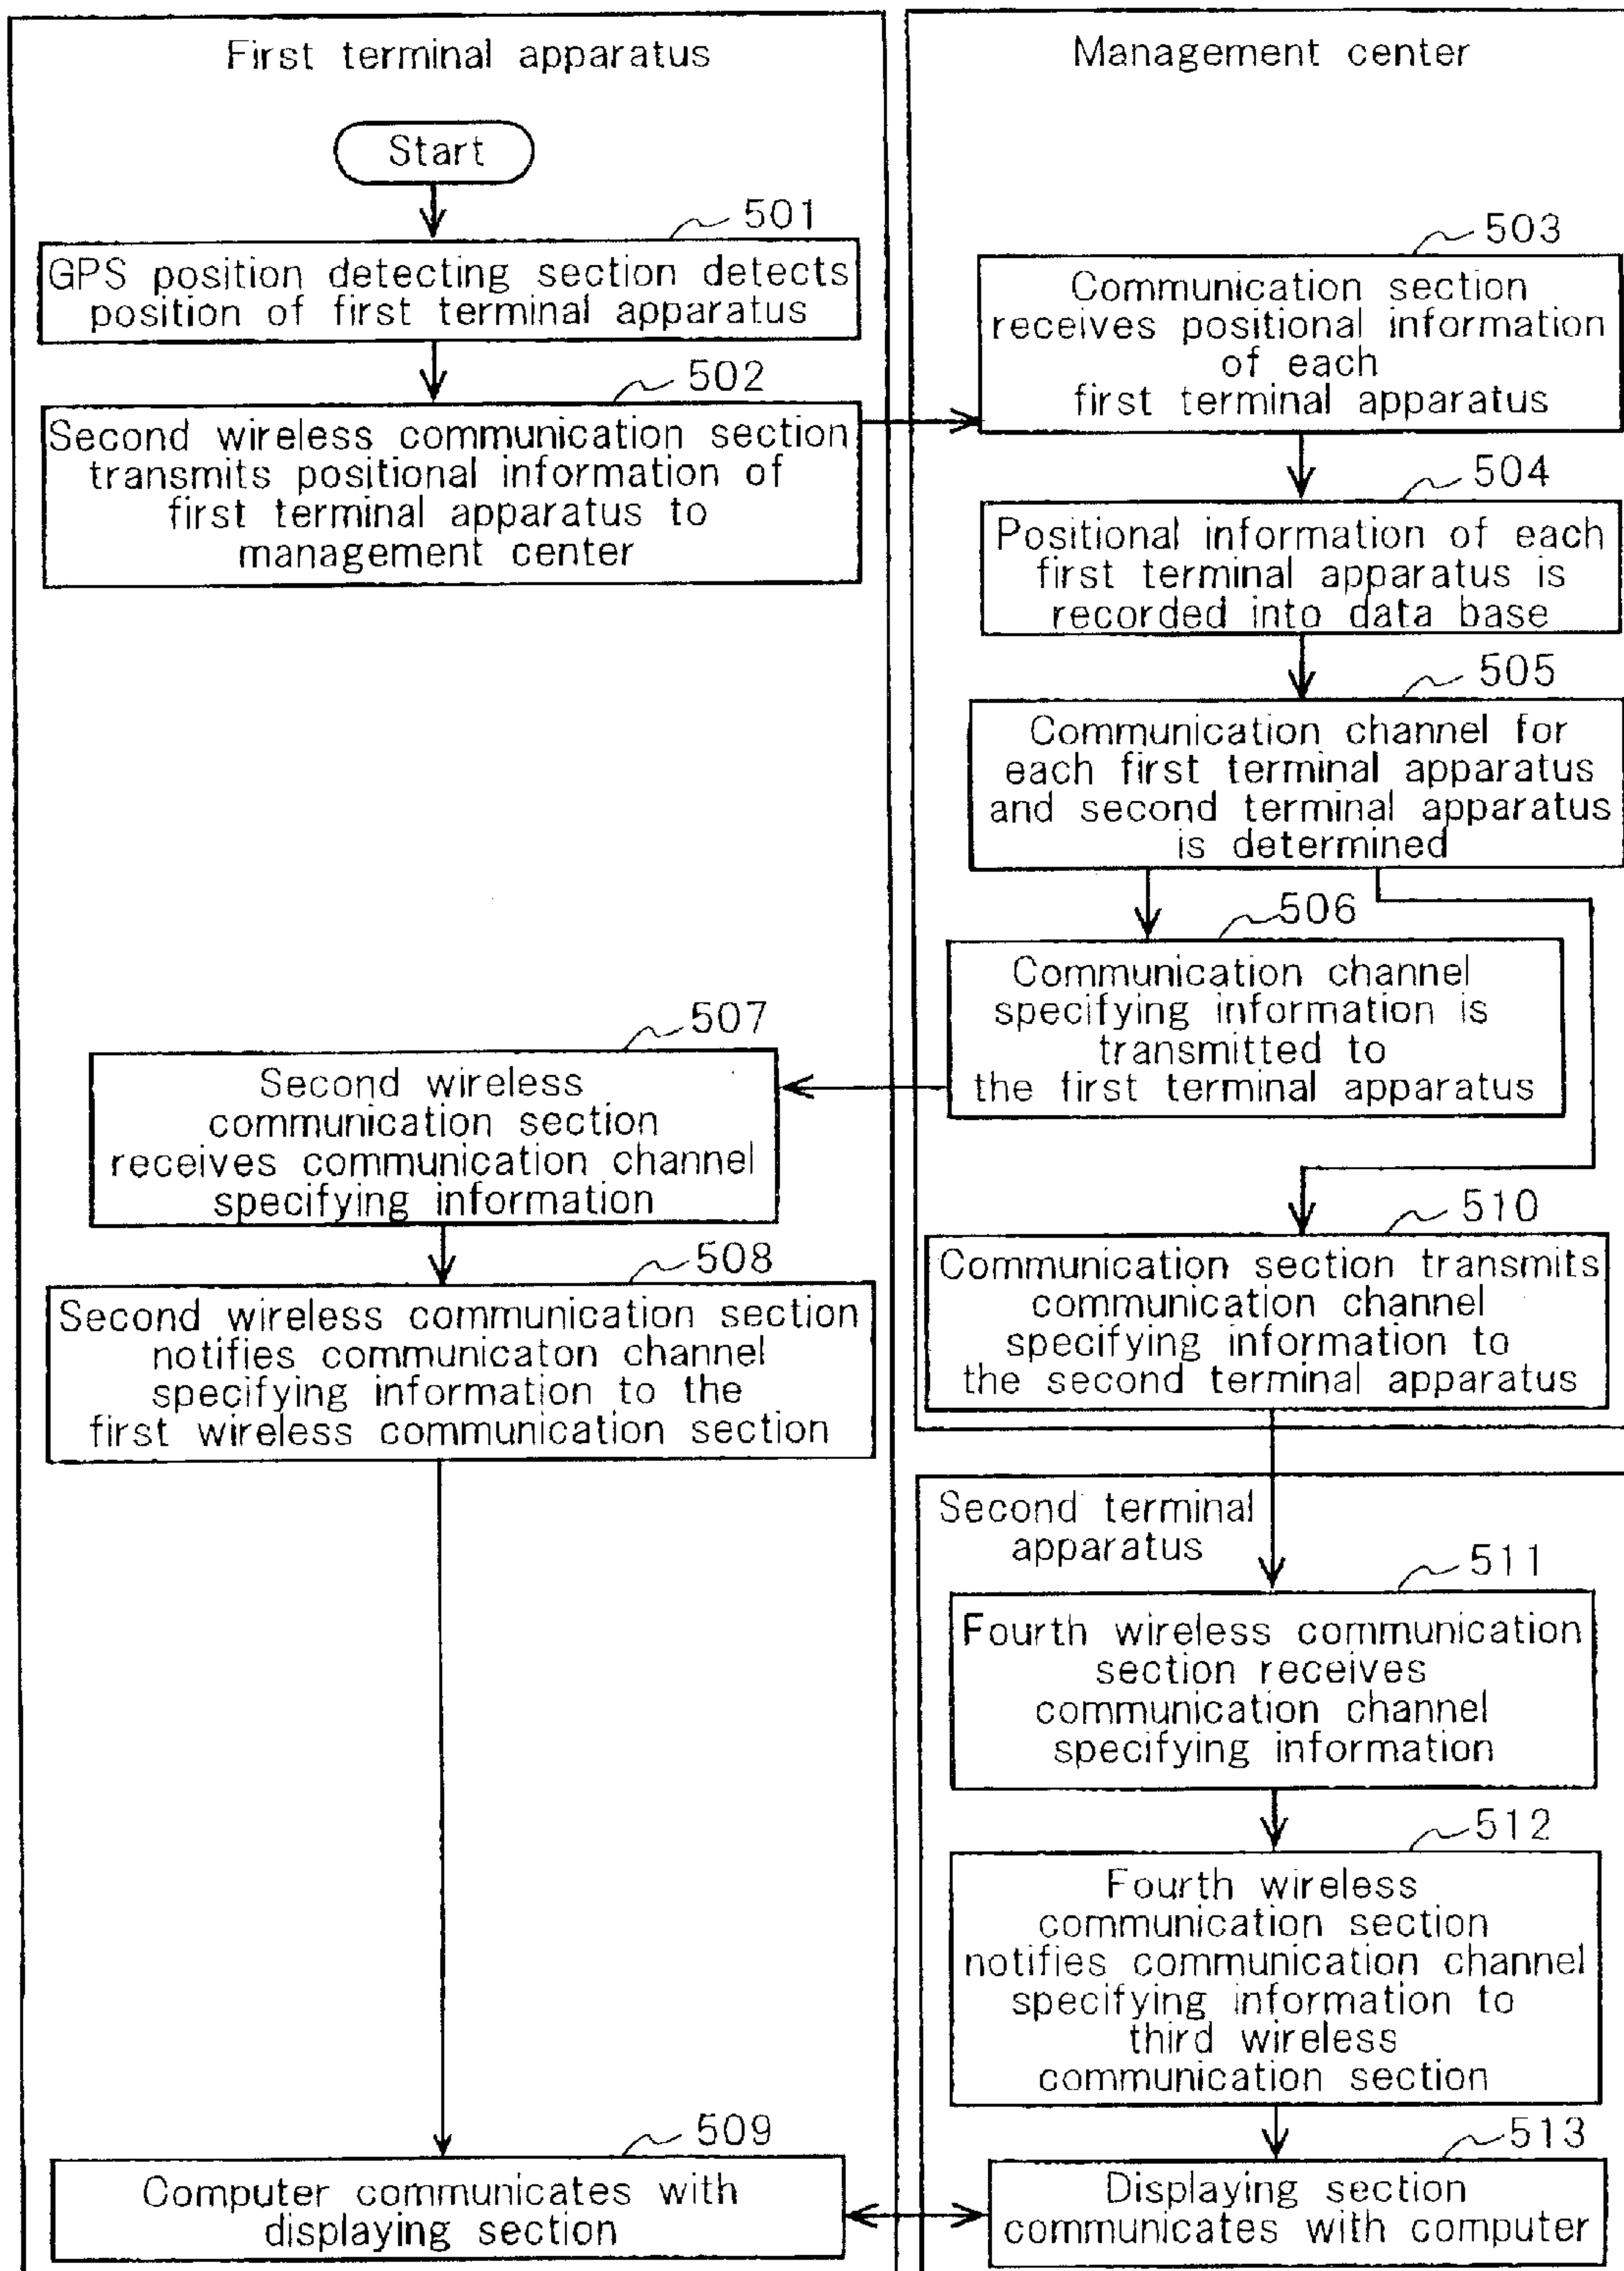 First terminal apparatus
Start
501
GPS position detecting section detects
position of first terminal apparatus
502
Second wireless communication section
transmits positional information of
first terminal apparatus to
management center
Management center
503
Communication section
receives positional information
of each
first terminal apparatus
504
Positional information of each
first terminal apparatus is
recorded into data base
505
Communication channel for
each first terminal apparatus
and second terminal apparatus
is determined
506
Communication channel
specifying information is
transmitted to
the first terminal apparatus
507
Second wireless
communication section
receives communication channel
specifying information
508
Second wireless communication section
notifies communicaton channel
specifying information to the
first wireless communication section
510
Communication section transmits
communication channel
specifying information to
the second terminal apparatus
Second terminal
apparatus
511
Fourth wireless communication
section receives
communication channel
specifying information
512
Fourth wireless
communication section
notifies communication channel
specifying information to
third wireless
communication section
509
Computer communicates with
displaying section
513
Displaying section
communicates with computer